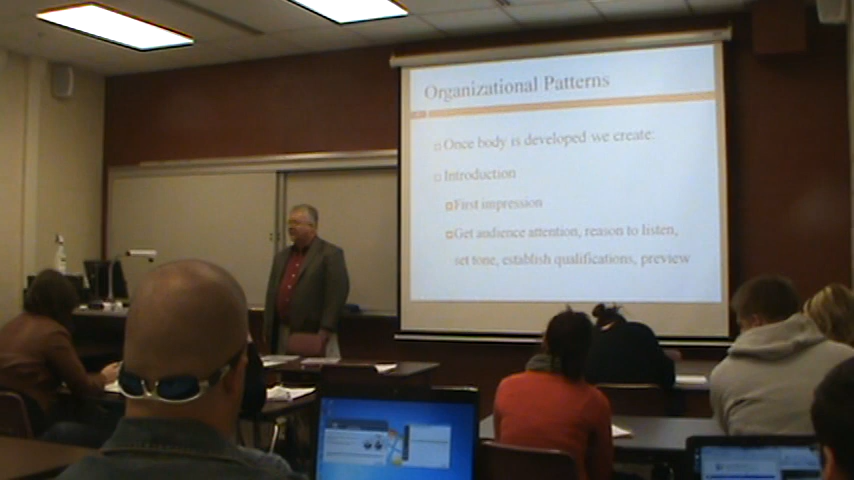 Organizational Patterns
Once body is developed we create:
Introduction
First impression
Get audience attention, reason to listen,
set tone, establish qualifications, preview